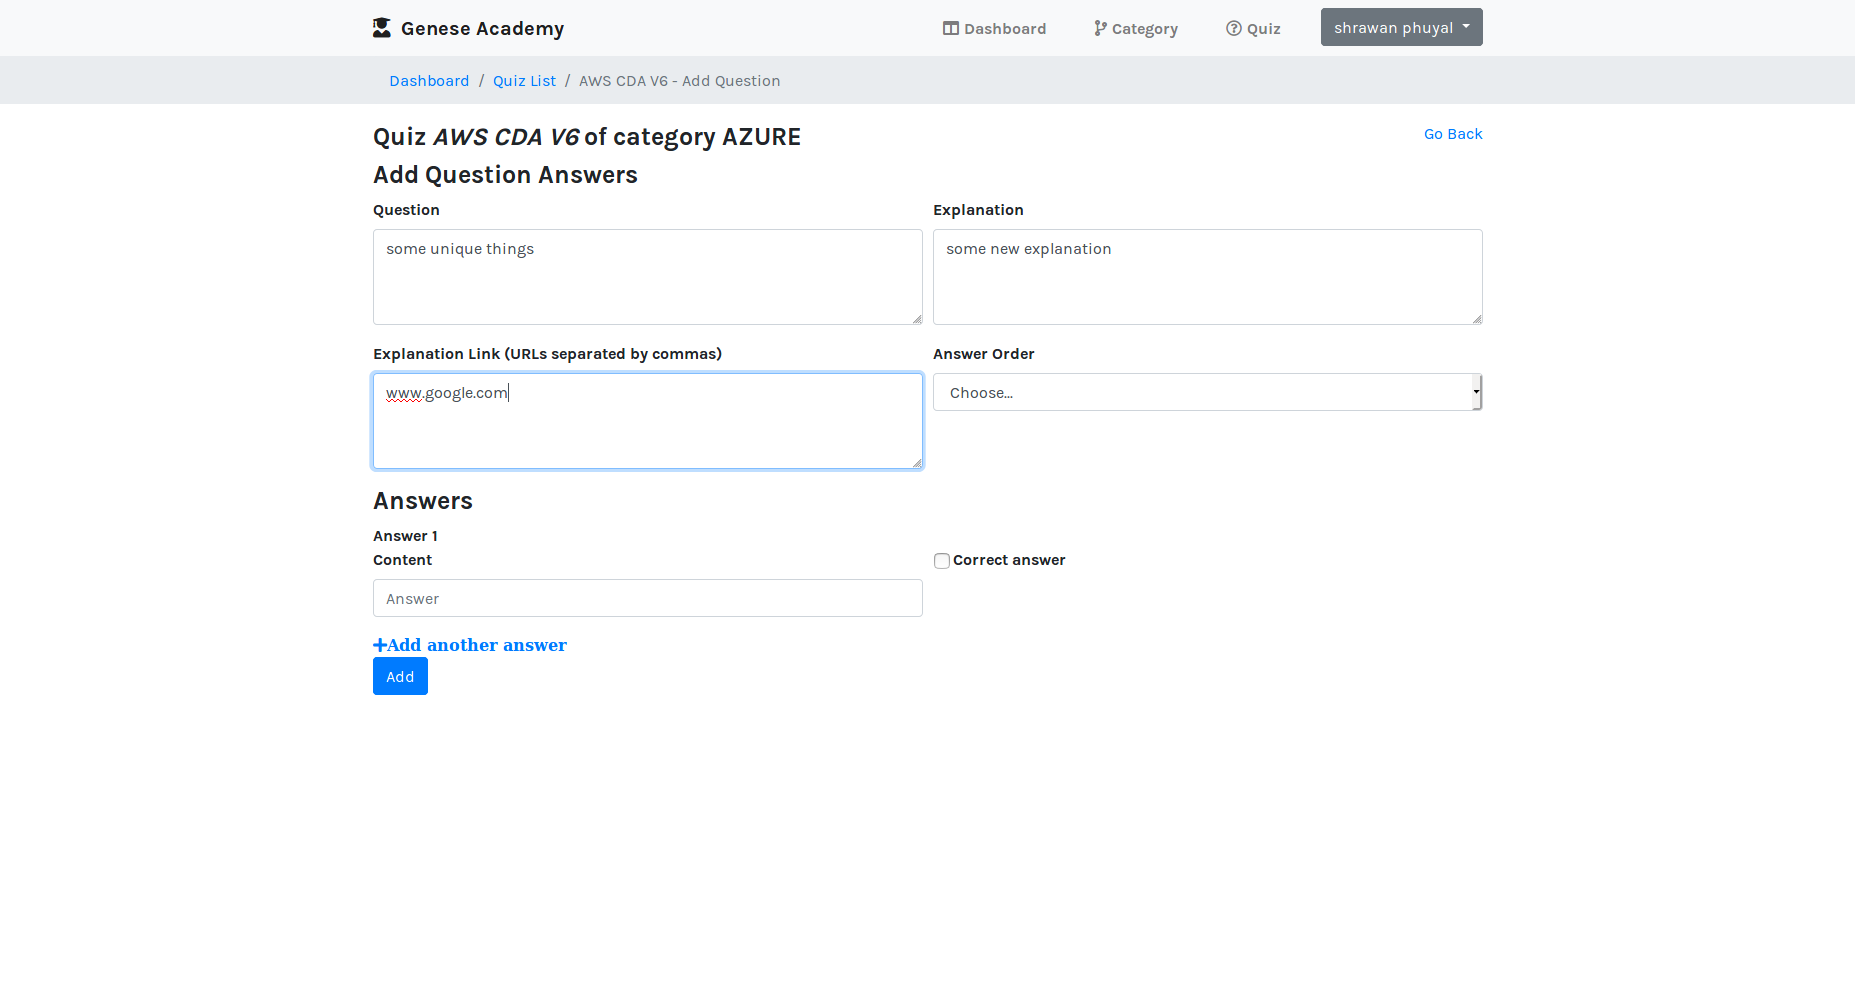 Genese Academy
Dashboard
Category
Quiz
shrawan phuyal
Dashboard / Quiz List / AWS CDA V6 - Add Question
Quiz AWS CDA V6 of category AZURE
Go Back
Add Question Answers
Question
Explanation
some unique things
some new explanation
Explanation Link (URLs separated by commas)
Answer Order
www.google.com
Choose...
Answers
Answer 1
Content
Correct answer
Answer
+Add another answer
Add